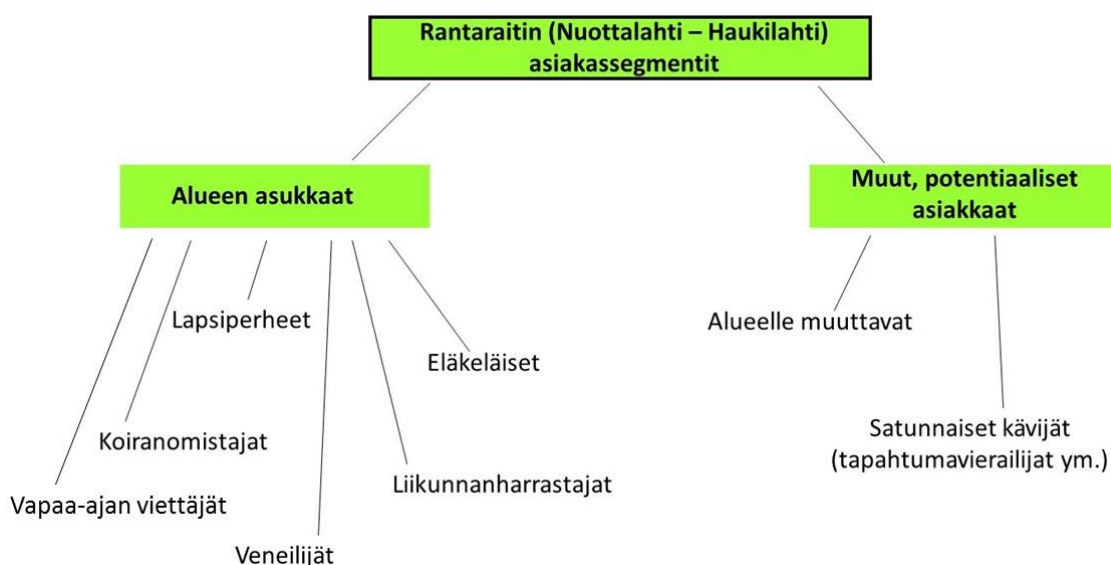 Rantaraitin (Nuottalahti – Haukilahti)
asiakassegmentit
Alueen asukkaat
Muut, potentiaaliset
asiakkaat
Lapsiperheet
Alueelle muuttavat
Eläkeläiset
Koiranomistajat
Satunnaiset kävijät
(tapahtumavierailijat ym.)
Liikunnanharrastajat
Vapaa-ajan viettäjät
Veneilijät